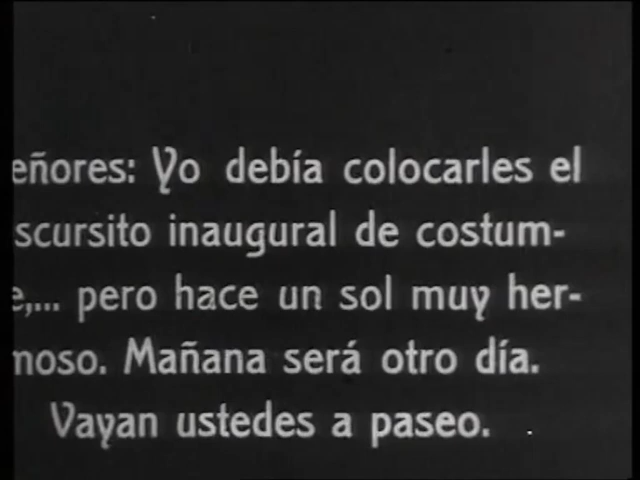 eñores: Yo debía colocarles el
scursito inaugural de costum-
e,... pero hace un sol muy her-
moso. Mañana será otro día.
Vayan ustedes a paseo.